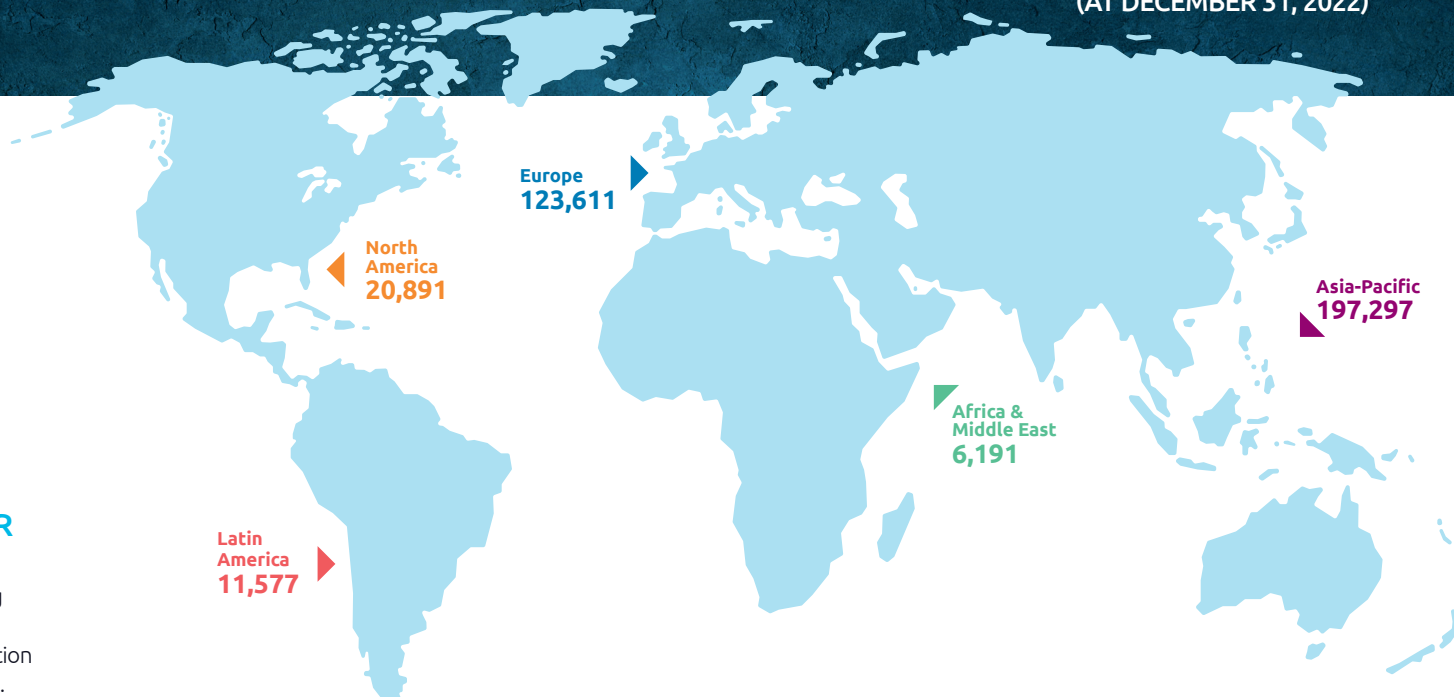 (AT DECEMBER 31, 2022)
Europe
123,611
North
America
20,891
Asia-Pacific
197,297
Africa &
Middle East
6,191
Latin
America
11,577